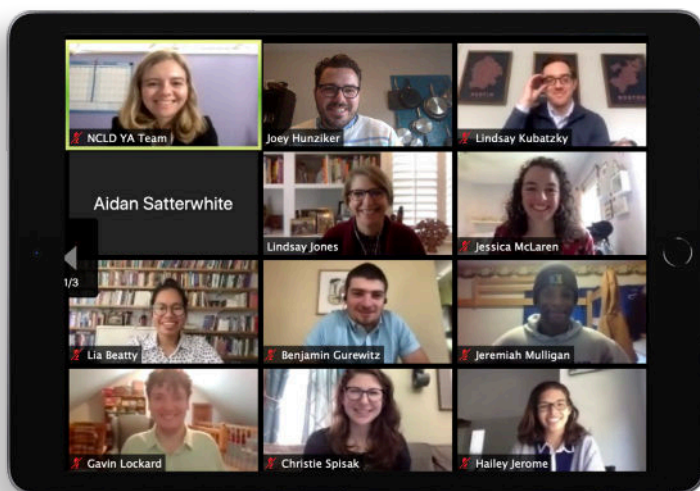 NCLD YA Team
Joey Hunziker
Lindsay Kubatzky
Aidan Satterwhite
Lindsay Jones
Jessica McLaren
1/3
Lia Beatty
Benjamin Gurewitz
Jeremiah Mulligan
Gavin Lockard
Christie Spisak
Hailey Jerome